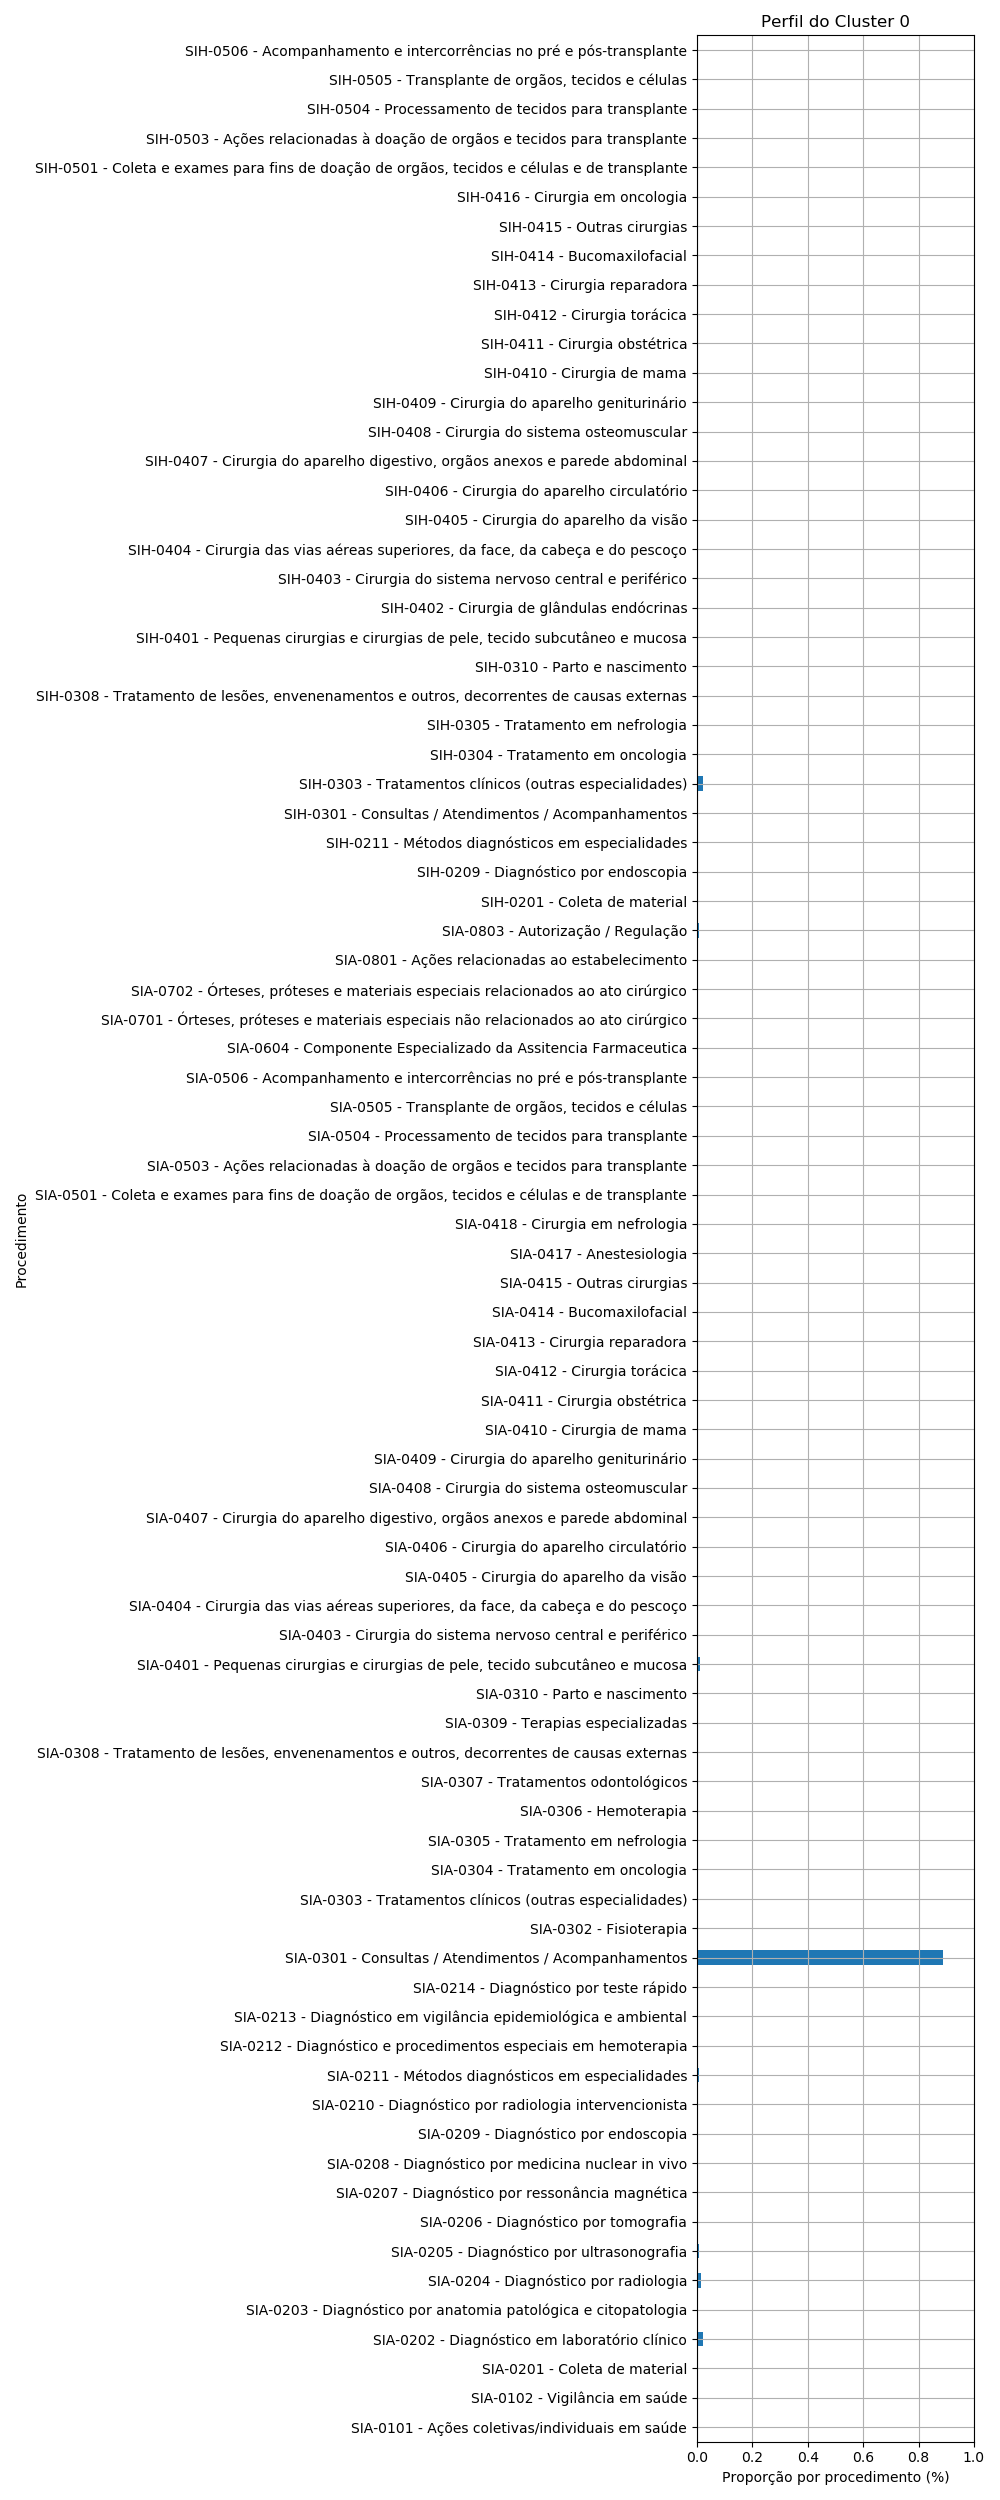 Perfil do Cluster 0
SIH-0506 - Acompanhamento e intercorrências no pré e pós-transplante
SIH-0505 - Transplante de orgãos, tecidos e células
SIH-0504 - Processamento de tecidos para transplante
SIH-0503 - Ações relacionadas à doação de orgãos e tecidos para transplante
SIH-0501 - Coleta e exames para fins de doação de orgãos, tecidos e células e de transplante
SIH-0416 - Cirurgia em oncologia
SIH-0415 - Outras cirurgias
SIH-0414 - Bucomaxilofacial
SIH-0413 - Cirurgia reparadora
SIH-0412 - Cirurgia torácica
SIH-0411 - Cirurgia obstétrica
SIH-0410 - Cirurgia de mama
SIH-0409 - Cirurgia do aparelho geniturinário
SIH-0408 - Cirurgia do sistema osteomuscular
SIH-0407 - Cirurgia do aparelho digestivo, orgãos anexos e parede abdominal
SIH-0406 - Cirurgia do aparelho circulatório
SIH-0405 - Cirurgia do aparelho da visão
SIH-0404 - Cirurgia das vias aéreas superiores, da face, da cabeça e do pescoço
SIH-0403 - Cirurgia do sistema nervoso central e periférico
SIH-0402 - Cirurgia de glândulas endócrinas
SIH-0401 - Pequenas cirurgias e cirurgias de pele, tecido subcutâneo e mucosa
SIH-0310 - Parto e nascimento
SIH-0308 - Tratamento de lesões, envenenamentos e outros, decorrentes de causas externas
SIH-0305 - Tratamento em nefrologia
SIH-0304 - Tratamento em oncologia
SIH-0303 - Tratamentos clínicos (outras especialidades)
SIH-0301 - Consultas / Atendimentos / Acompanhamentos
SIH-0211 - Métodos diagnósticos em especialidades
SIH-0209 - Diagnóstico por endoscopia
SIH-0201 - Coleta de material
SIA-0803 - Autorização / Regulação
SIA-0801 - Ações relacionadas ao estabelecimento
SIA-0702 - Órteses, próteses e materiais especiais relacionados ao ato cirúrgico
SIA-0701 - Órteses, próteses e materiais especiais não relacionados ao ato cirúrgico
SIA-0604 - Componente Especializado da Assitencia Farmaceutica
SIA-0506 - Acompanhamento e intercorrências no pré e pós-transplante
SIA-0505 - Transplante de orgãos, tecidos e células
SIA-0504 - Processamento de tecidos para transplante
SIA-0503 - Ações relacionadas à doação de orgãos e tecidos para transplante
SIA-0501 - Coleta e exames para fins de doação de orgãos, tecidos e células e de transplante
SIA-0418 - Cirurgia em nefrologia
SIA-0417 - Anestesiologia
SIA-0415 - Outras cirurgias
SIA-0414 - Bucomaxilofacial
SIA-0413 - Cirurgia reparadora
SIA-0412 - Cirurgia torácica
SIA-0411 - Cirurgia obstétrica
SIA-0410 - Cirurgia de mama
SIA-0409 - Cirurgia do aparelho geniturinário
SIA-0408 - Cirurgia do sistema osteomuscular
SIA-0407 - Cirurgia do aparelho digestivo, orgãos anexos e parede abdominal
SIA-0406 - Cirurgia do aparelho circulatório
SIA-0405 - Cirurgia do aparelho da visão
SIA-0404 - Cirurgia das vias aéreas superiores, da face, da cabeça e do pescoço
SIA-0403 - Cirurgia do sistema nervoso central e periférico
SIA-0401 - Pequenas cirurgias e cirurgias de pele, tecido subcutâneo e mucosa
SIA-0310 - Parto e nascimento
SIA-0309 - Terapias especializadas
SIA-0308 - Tratamento de lesões, envenenamentos e outros, decorrentes de causas externas
SIA-0307 - Tratamentos odontológicos
SIA-0306 - Hemoterapia
SIA-0305 - Tratamento em nefrologia
SIA-0304 - Tratamento em oncologia
SIA-0303 - Tratamentos clínicos (outras especialidades)
SIA-0302 - Fisioterapia
SIA-0301 - Consultas / Atendimentos / Acompanhamentos
SIA-0214 - Diagnóstico por teste rápido
SIA-0213 - Diagnóstico em vigilância epidemiológica e ambiental
SIA-0212 - Diagnóstico e procedimentos especiais em hemoterapia
SIA-0211 - Métodos diagnósticos em especialidades
SIA-0210 - Diagnóstico por radiologia intervencionista
SIA-0209 - Diagnóstico por endoscopia
SIA-0208 - Diagnóstico por medicina nuclear in vivo
SIA-0207 - Diagnóstico por ressonância magnética
SIA-0206 - Diagnóstico por tomografia
SIA-0205 - Diagnóstico por ultrasonografia
SIA-0204 - Diagnóstico por radiologia
SIA-0203 - Diagnóstico por anatomia patológica e citopatologia
SIA-0202 - Diagnóstico em laboratório clínico
SIA-0201 - Coleta de material
SIA-0102 - Vigilância em saúde
SIA-0101 - Ações coletivas/individuais em saúde
Procedimento
0.0 0.2 0.4 0.6 0.8 1.0
Proporção por procedimento (%)